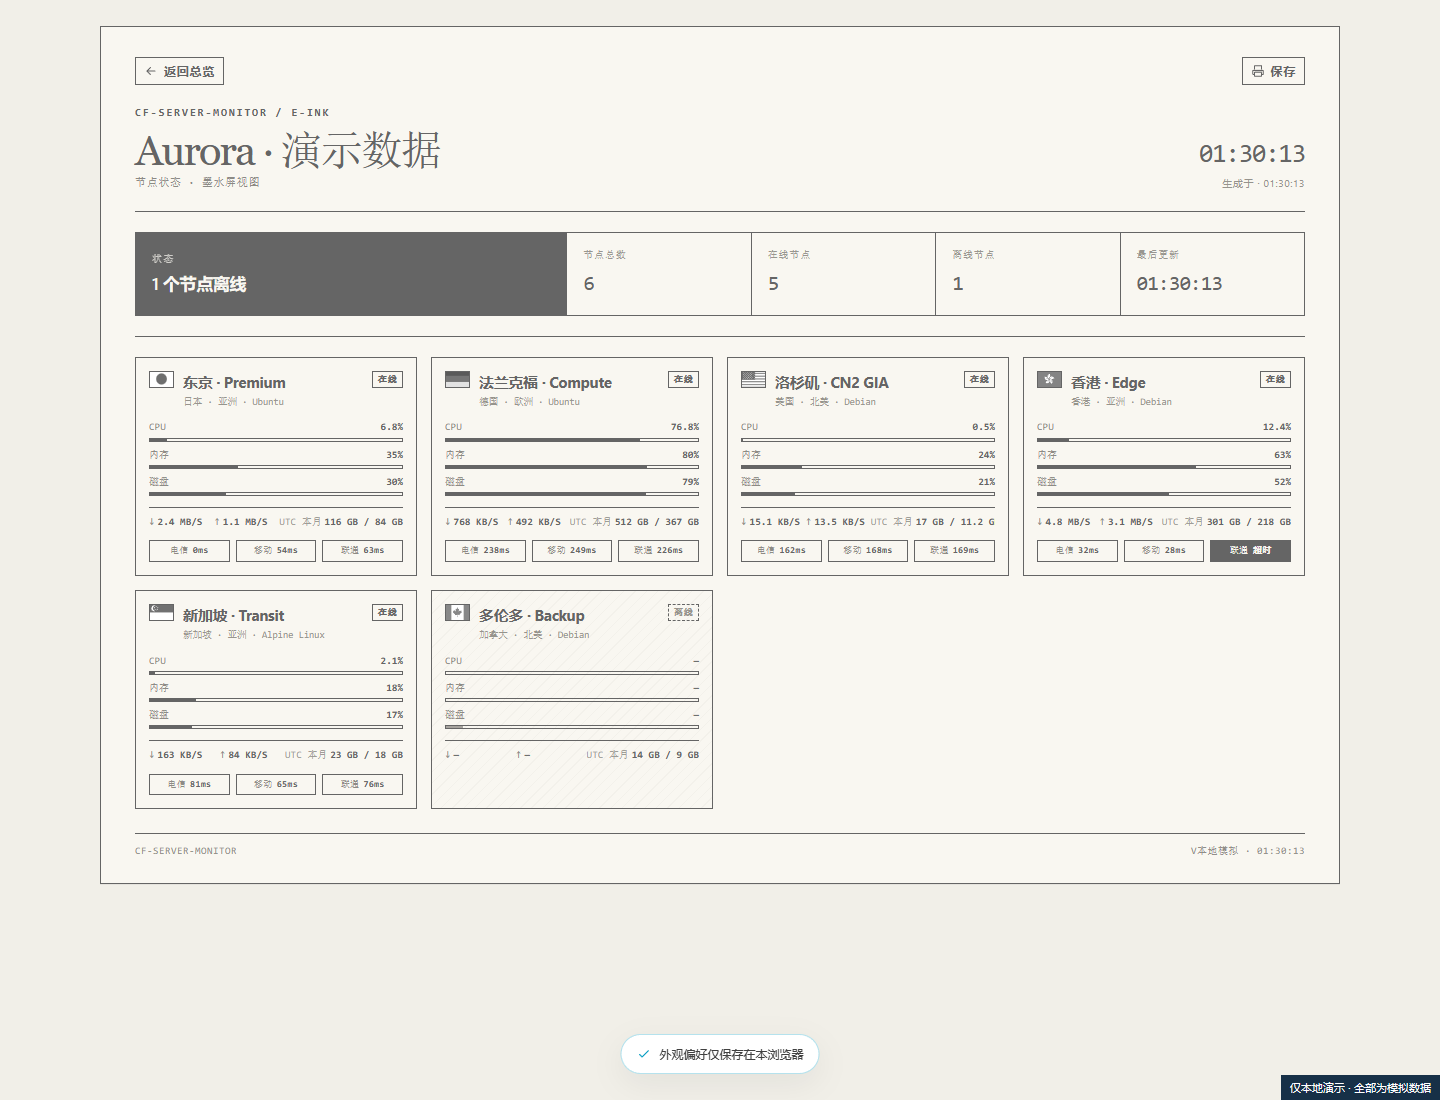 ← 返回总览
保存
CF-SERVER-MONITOR / E-INK
Aurora · 演示数据
01:30:13
节点状态 · 墨水屏视图
生成于 · 01:30:13
状态
1 个节点离线
节点总数
6
在线节点
5
离线节点
1
最后更新
01:30:13
东京 · Premium
在线
日本 · 亚洲 · Ubuntu
CPU 6.8%
内存 35%
磁盘 30%
↓ 2.4 MB/S ↑ 1.1 MB/S UTC 本月 116 GB / 84 GB
电信 0ms 移动 54ms 联通 63ms
法兰克福 · Compute
在线
德国 · 欧洲 · Ubuntu
CPU 76.8%
内存 80%
磁盘 79%
↓ 768 KB/S ↑ 492 KB/S UTC 本月 512 GB / 367 GB
电信 238ms 移动 249ms 联通 226ms
洛杉矶 · CN2 GIA
在线
美国 · 北美 · Debian
CPU 0.5%
内存 24%
磁盘 21%
↓ 15.1 KB/S ↑ 13.5 KB/S UTC 本月 17 GB / 11.2 G
电信 162ms 移动 168ms 联通 169ms
香港 · Edge
在线
香港 · 亚洲 · Debian
CPU 12.4%
内存 63%
磁盘 52%
↓ 4.8 MB/S ↑ 3.1 MB/S UTC 本月 301 GB / 218 GB
电信 32ms 移动 28ms 联通 超时
新加坡 · Transit
在线
新加坡 · 亚洲 · Alpine Linux
CPU 2.1%
内存 18%
磁盘 17%
↓ 163 KB/S ↑ 84 KB/S UTC 本月 23 GB / 18 GB
电信 81ms 移动 65ms 联通 76ms
多伦多 · Backup
离线
加拿大 · 北美 · Debian
CPU —
内存 —
磁盘 —
↓ — ↑ — UTC 本月 14 GB / 9 GB
CF-SERVER-MONITOR
V本地模拟 · 01:30:13
外观偏好仅保存在本浏览器
仅本地演示 · 全部为模拟数据